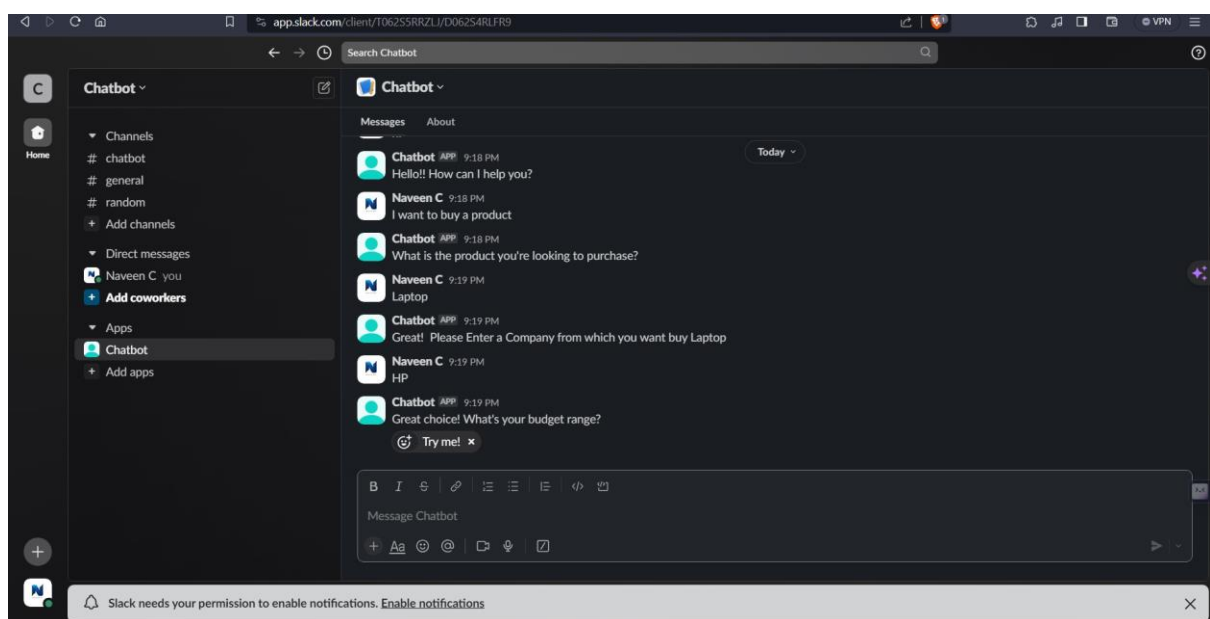 app.slack.com/client/T062S5RRZLJ/D062S4RLFR9
VPN
Search Chatbot
C
Home
Chatbot
Channels
# chatbot
# general
# random
+ Add channels
Direct messages
Naveen C you
+ Add coworkers
Apps
Chatbot
+ Add apps
Chatbot
Messages About
Today
Chatbot APP 9:18 PM
Hello!! How can I help you?
Naveen C 9:18 PM
I want to buy a product
Chatbot APP 9:18 PM
What is the product you're looking to purchase?
Naveen C 9:19 PM
Laptop
Chatbot APP 9:19 PM
Great! Please Enter a Company from which you want buy Laptop
Naveen C 9:19 PM
HP
Chatbot APP 9:19 PM
Great choice! What's your budget range?
Try me!
B I S
Message Chatbot
+ Aa @
Slack needs your permission to enable notifications. Enable notifications